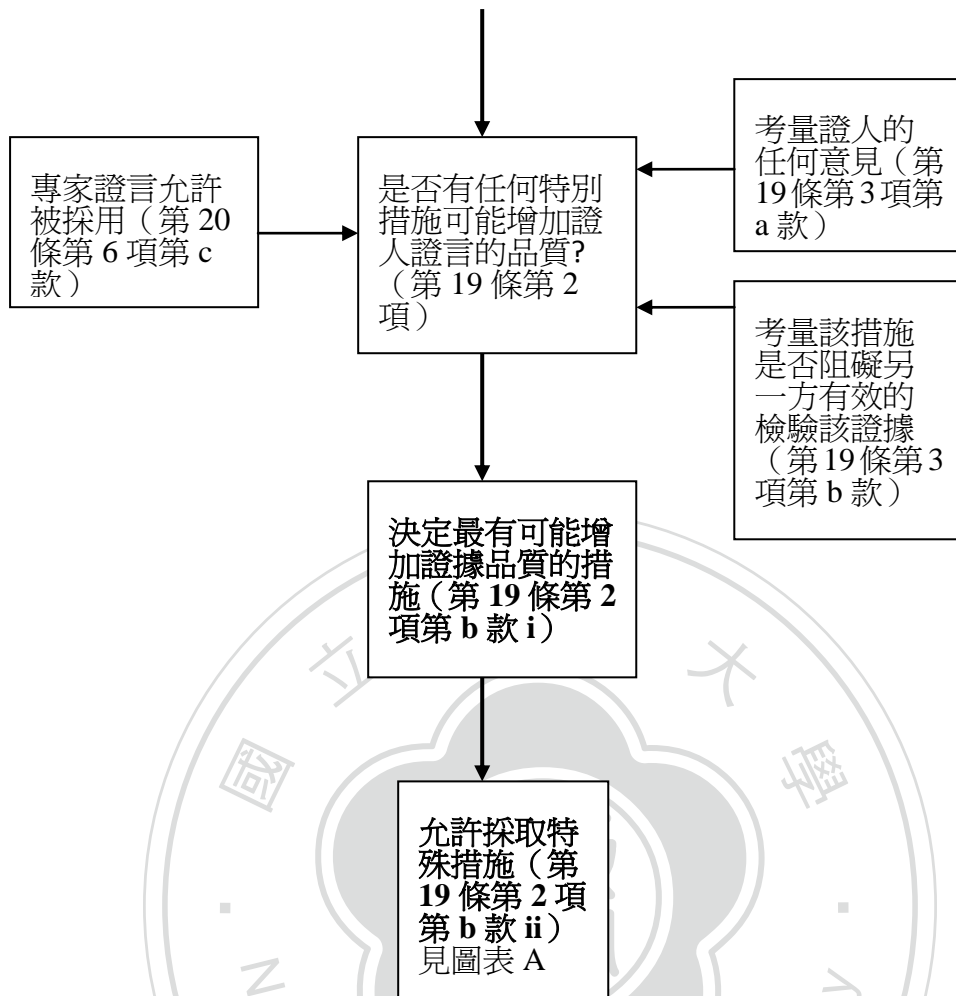 專家證言允許
被採用（第 20
條第 6 項第 c
款）
是否有任何特別
措施可能增加證
人證言的品質?
（第 19 條第 2
項）
考量證人的
任何意見（第
19 條第 3 項第
a 款）
考量該措施
是否阻礙另
一方有效的
檢驗該證據
（第 19 條第 3
項第 b 款）
決定最有可能增
加證據品質的措
施（第 19 條第 2
項第 b 款 i）
允許採取特
殊措施（第
19 條第 2 項
第 b 款 ii）
見圖表 A
國立
大學